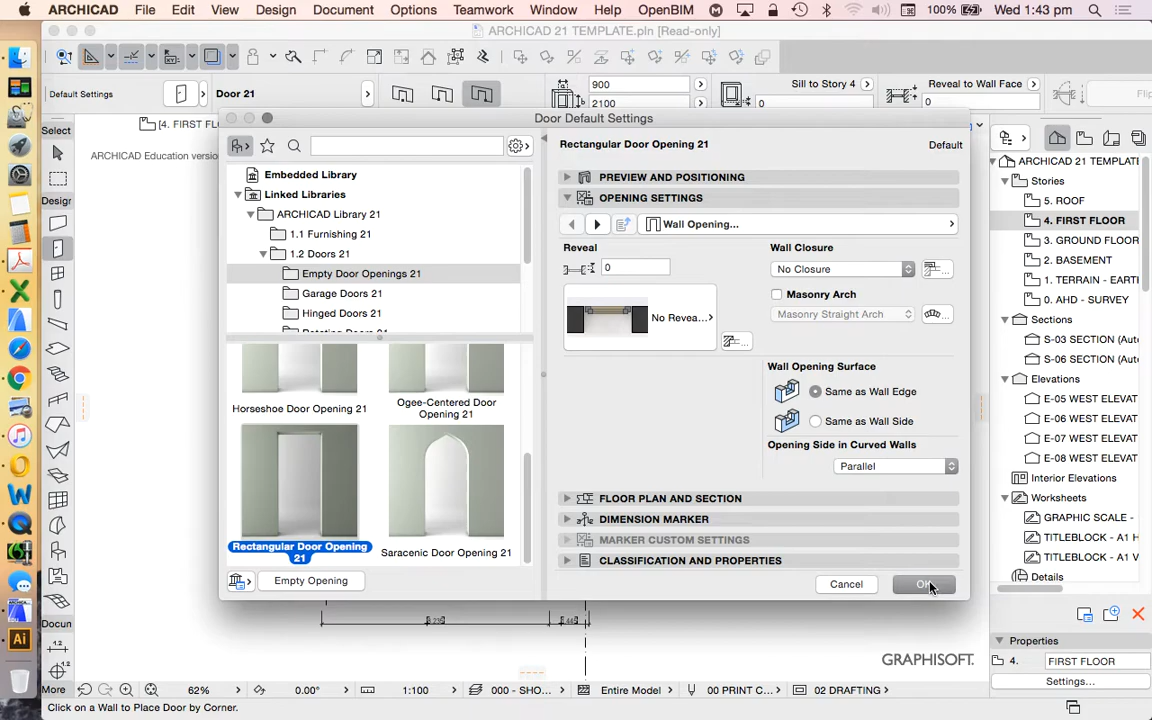 ARCHICAD File Edit View Design Document Options Teamwork Window Help OpenBIM 100% Wed 1:43 pm
ARCHICAD 21 TEMPLATE.pln [Read-only]
Default Settings Door 21 900 2100 Sill to Story 4 0 Reveal to Wall Face 0 Flip
[4. FIRST FL
ARCHICAD Education versio
Select
Design
Docun
More
Door Default Settings
Embedded Library
Linked Libraries
ARCHICAD Library 21
1.1 Furnishing 21
1.2 Doors 21
Empty Door Openings 21
Garage Doors 21
Hinged Doors 21
Horseshoe Door Opening 21
Ogee-Centered Door Opening 21
Rectangular Door Opening 21
Saracenic Door Opening 21
Empty Opening
Rectangular Door Opening 21 Default
PREVIEW AND POSITIONING
OPENING SETTINGS
Wall Opening...
Reveal
0
No Revea...
Wall Closure
No Closure
Masonry Arch
Masonry Straight Arch
Wall Opening Surface
Same as Wall Edge
Same as Wall Side
Opening Side in Curved Walls
Parallel
FLOOR PLAN AND SECTION
DIMENSION MARKER
MARKER CUSTOM SETTINGS
CLASSIFICATION AND PROPERTIES
Cancel
ARCHICAD 21 TEMPLATE
Stories
5. ROOF
4. FIRST FLOOR
3. GROUND FLOOR
2. BASEMENT
1. TERRAIN - EART
0. AHD - SURVEY
Sections
S-03 SECTION (Auto
S-06 SECTION (Auto
Elevations
E-05 WEST ELEVAT
E-06 WEST ELEVAT
E-07 WEST ELEVAT
E-08 WEST ELEVAT
Interior Elevations
Worksheets
GRAPHIC SCALE -
TITLEBLOCK - A1 H
TITLEBLOCK - A1 V
Details
Properties
4. FIRST FLOOR
Settings...
GRAPHISOFT.
62% 0.00° 1:100 000 - SHO... Entire Model 00 PRINT C... 02 DRAFTING
Click on a Wall to Place Door by Corner.